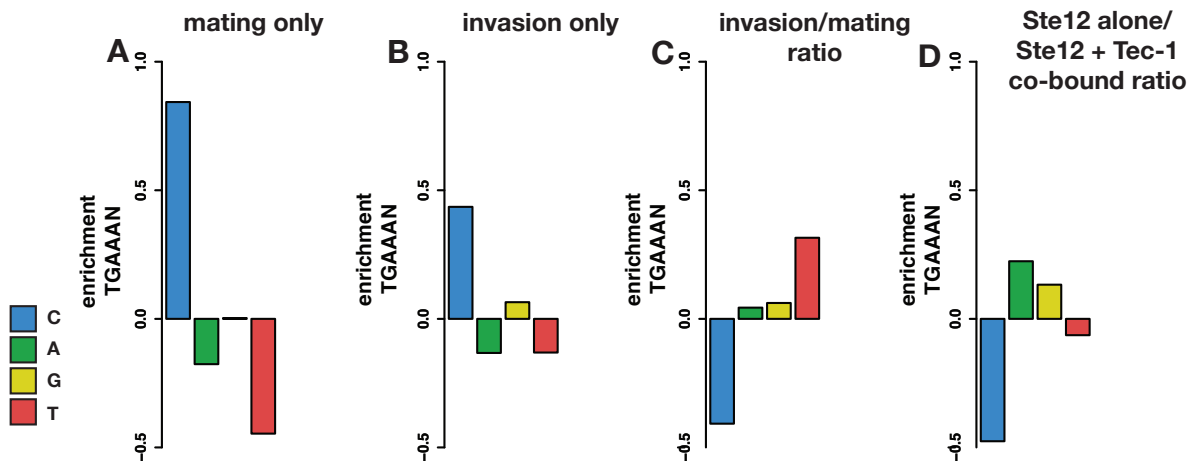 A
mating only
1.0
0.5
0.0
-0.5
enrichment
TGAAAN
B
invasion only
1.0
0.5
0.0
-0.5
enrichment
TGAAAN
C
invasion/mating
ratio
1.0
0.5
0.0
-0.5
enrichment
TGAAAN
D
Ste12 alone/
Ste12 + Tec-1
co-bound ratio
1.0
0.5
0.0
-0.5
enrichment
TGAAAN
C
A
G
T